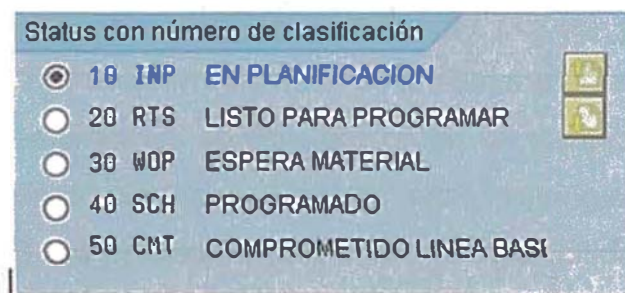 Status con número de clasificación
10 INP EN PLANIFICACION
20 RTS LISTO PARA PROGRAMAR
30 WOP ESPERA MATERIAL
40 SCH PROGRAMADO
50 CMT COMPROMETIDO LINEA BASE